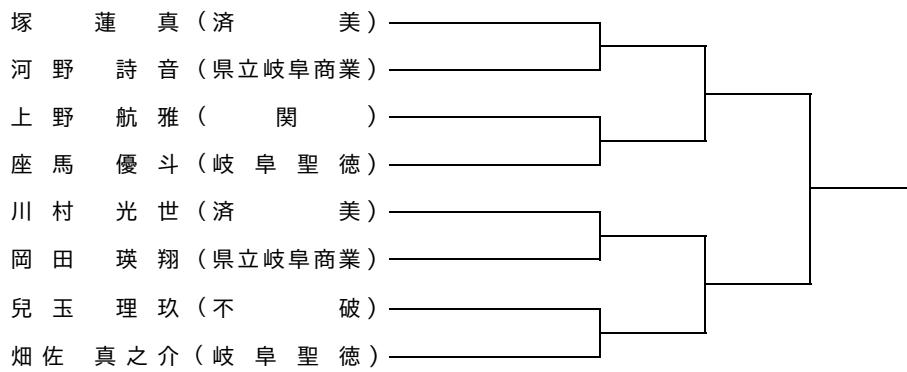 塚　蓮真(済美)
河野　詩音(県立岐阜商業)
上野　航雅(関)
座馬　優斗(岐阜聖徳)
川村　光世(済美)
岡田　瑛翔(県立岐阜商業)
兒玉　理玖(不破)
畑佐　真之介(岐阜聖徳)